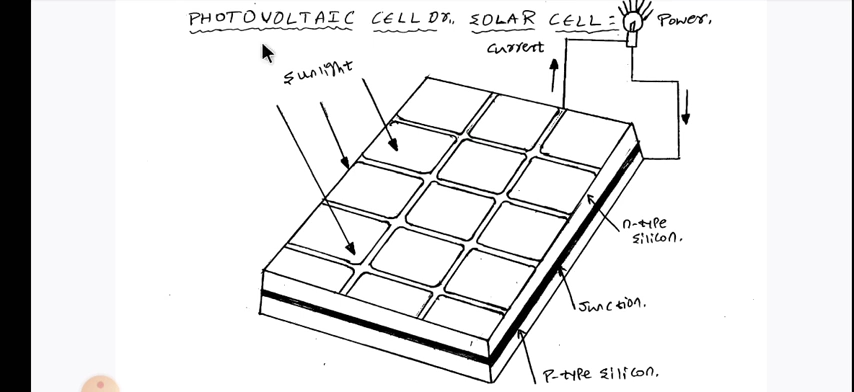 PHOTOVOLTAIC CELL Or, SOLAR CELL :
Power.
Current
Sunlight
n-type
Silicon.
Junction.
P-type Silicon.